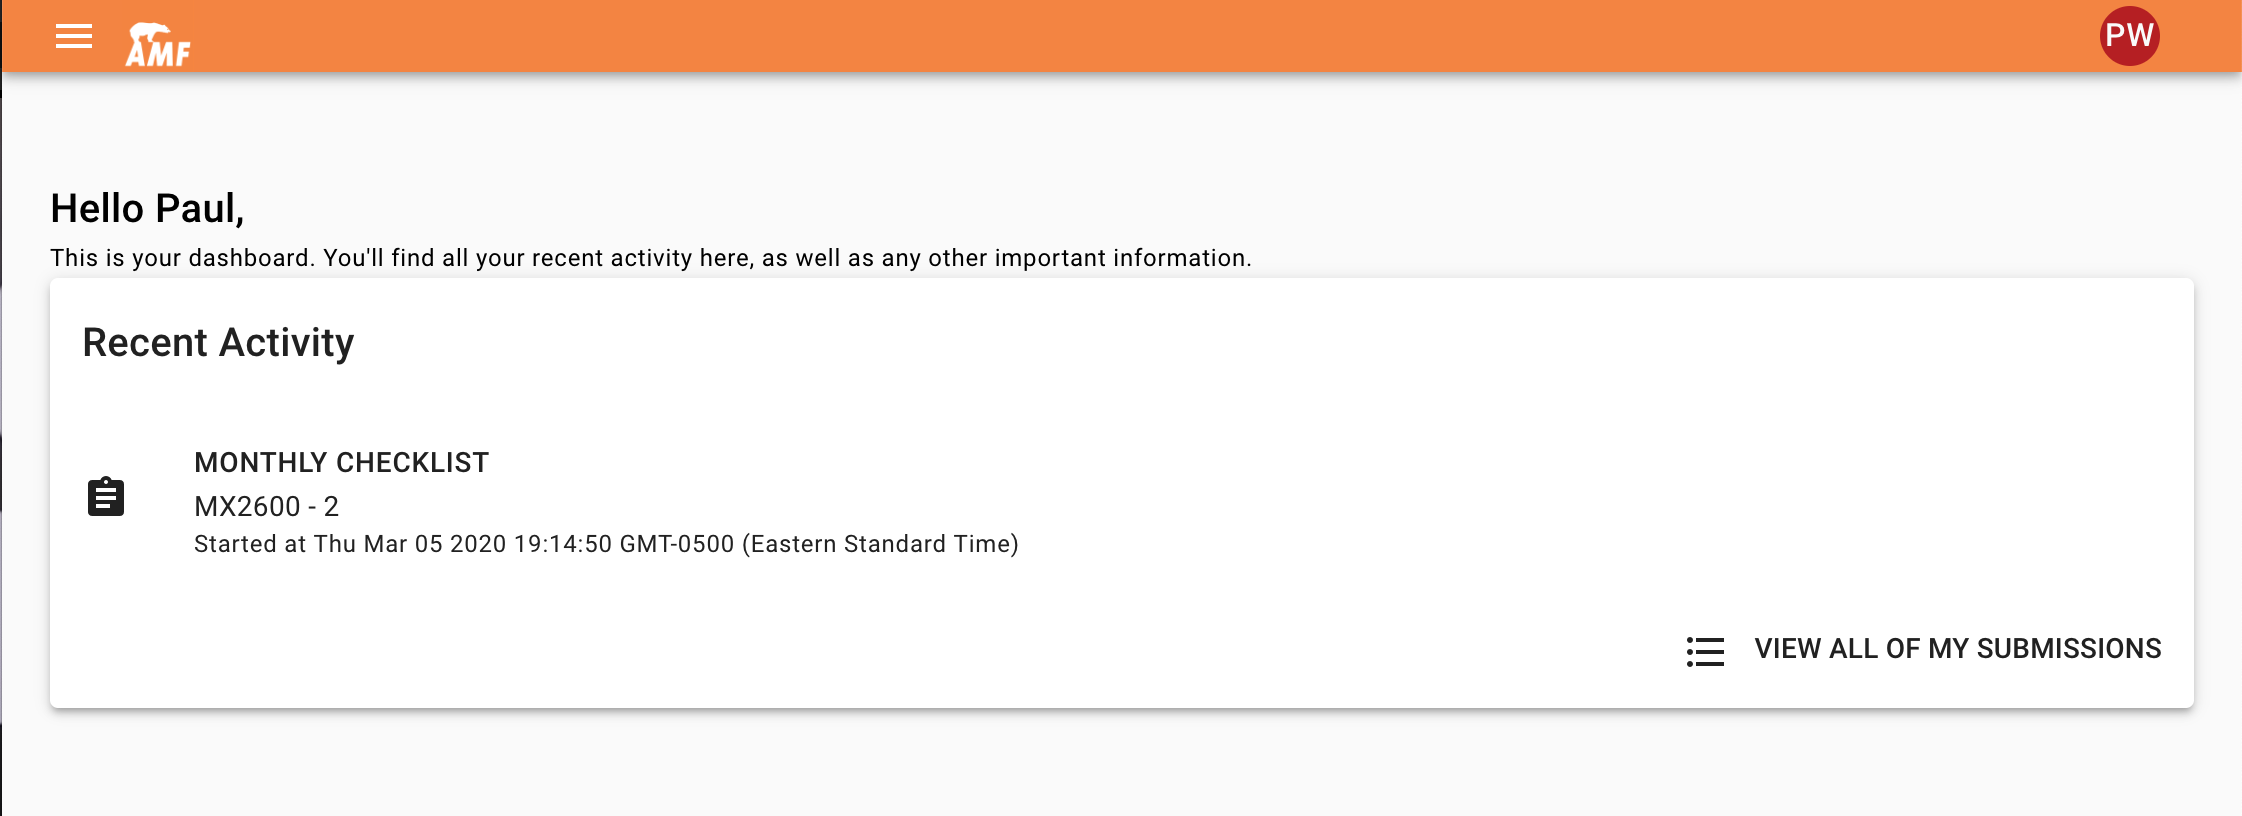 AMF
PW
Hello Paul,
This is your dashboard. You'll find all your recent activity here, as well as any other important information.
Recent Activity
MONTHLY CHECKLIST
MX2600 - 2
Started at Thu Mar 05 2020 19:14:50 GMT-0500 (Eastern Standard Time)
VIEW ALL OF MY SUBMISSIONS